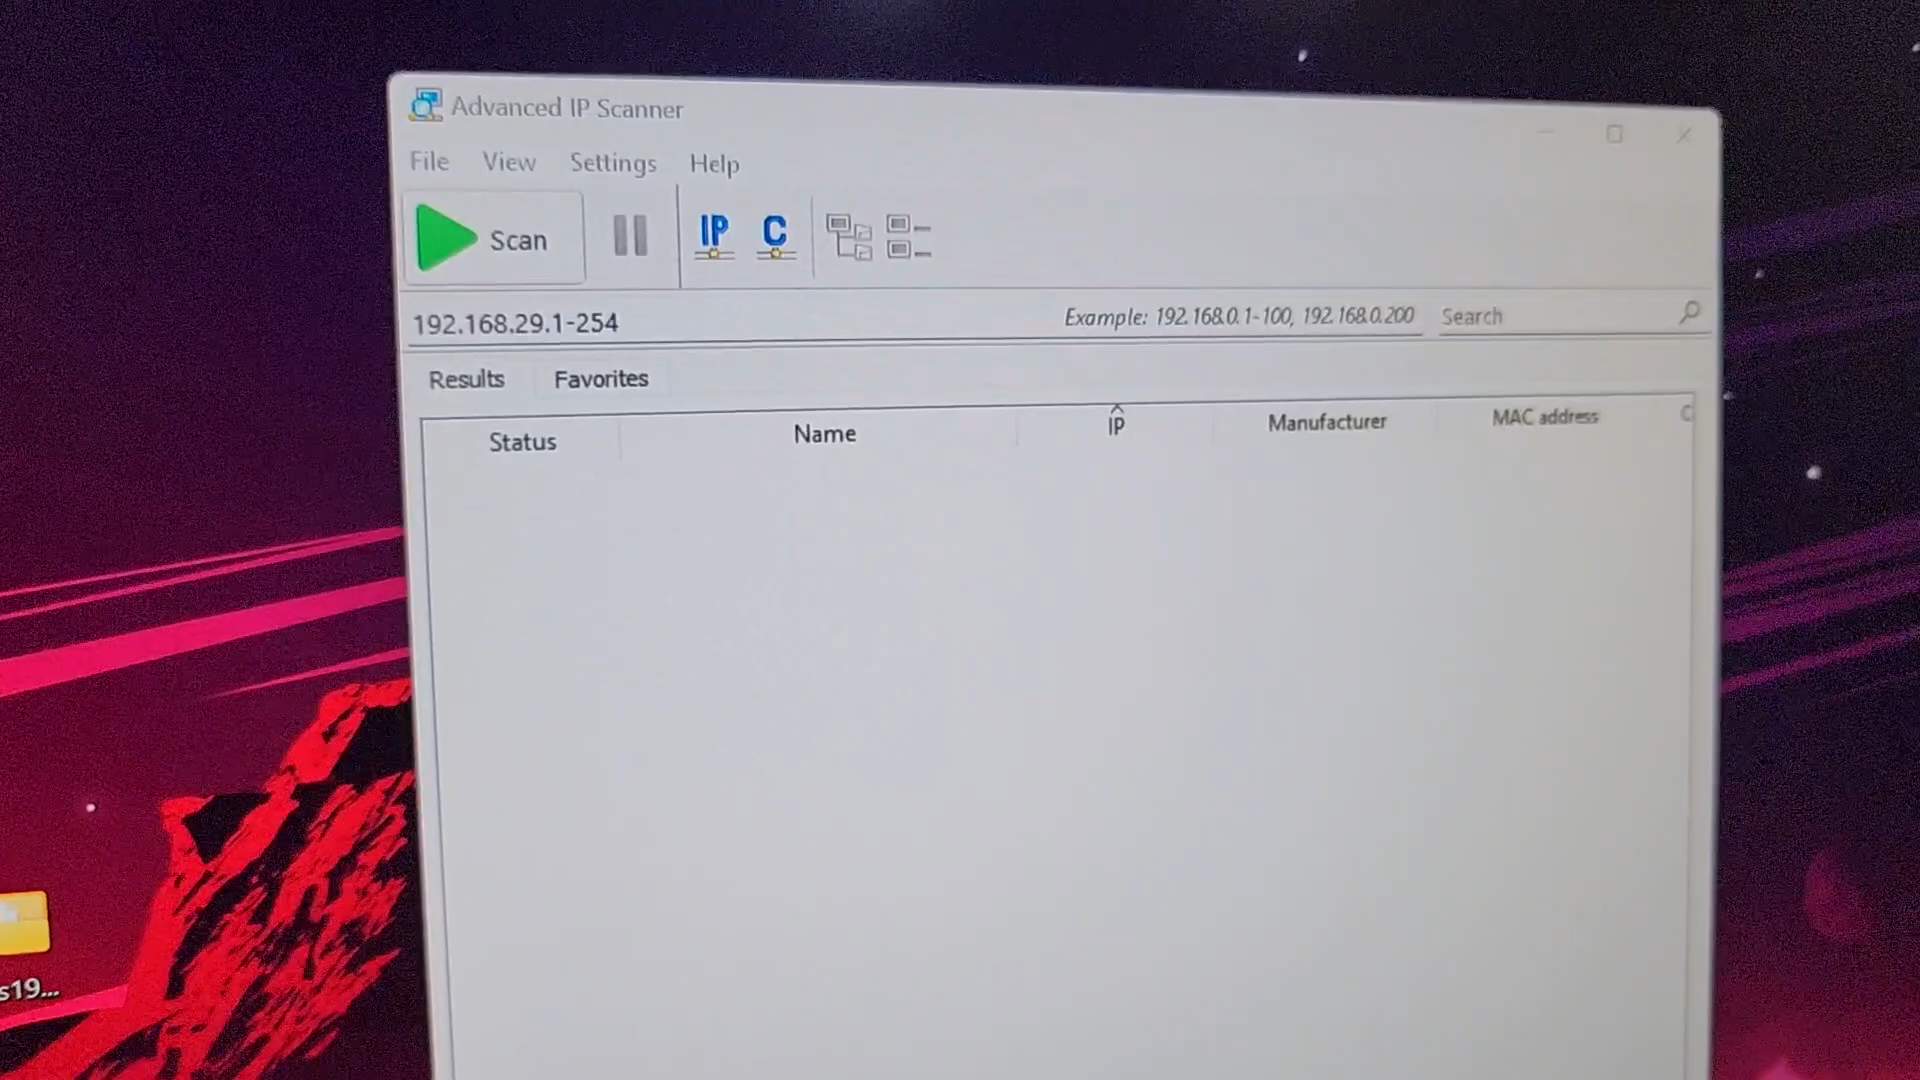 Advanced IP Scanner
File View Settings Help
Scan
IP C
192.168.29.1-254
Example: 192.168.0.1-100, 192.168.0.200
Search
Results Favorites
Status Name IP Manufacturer MAC address C
s19...